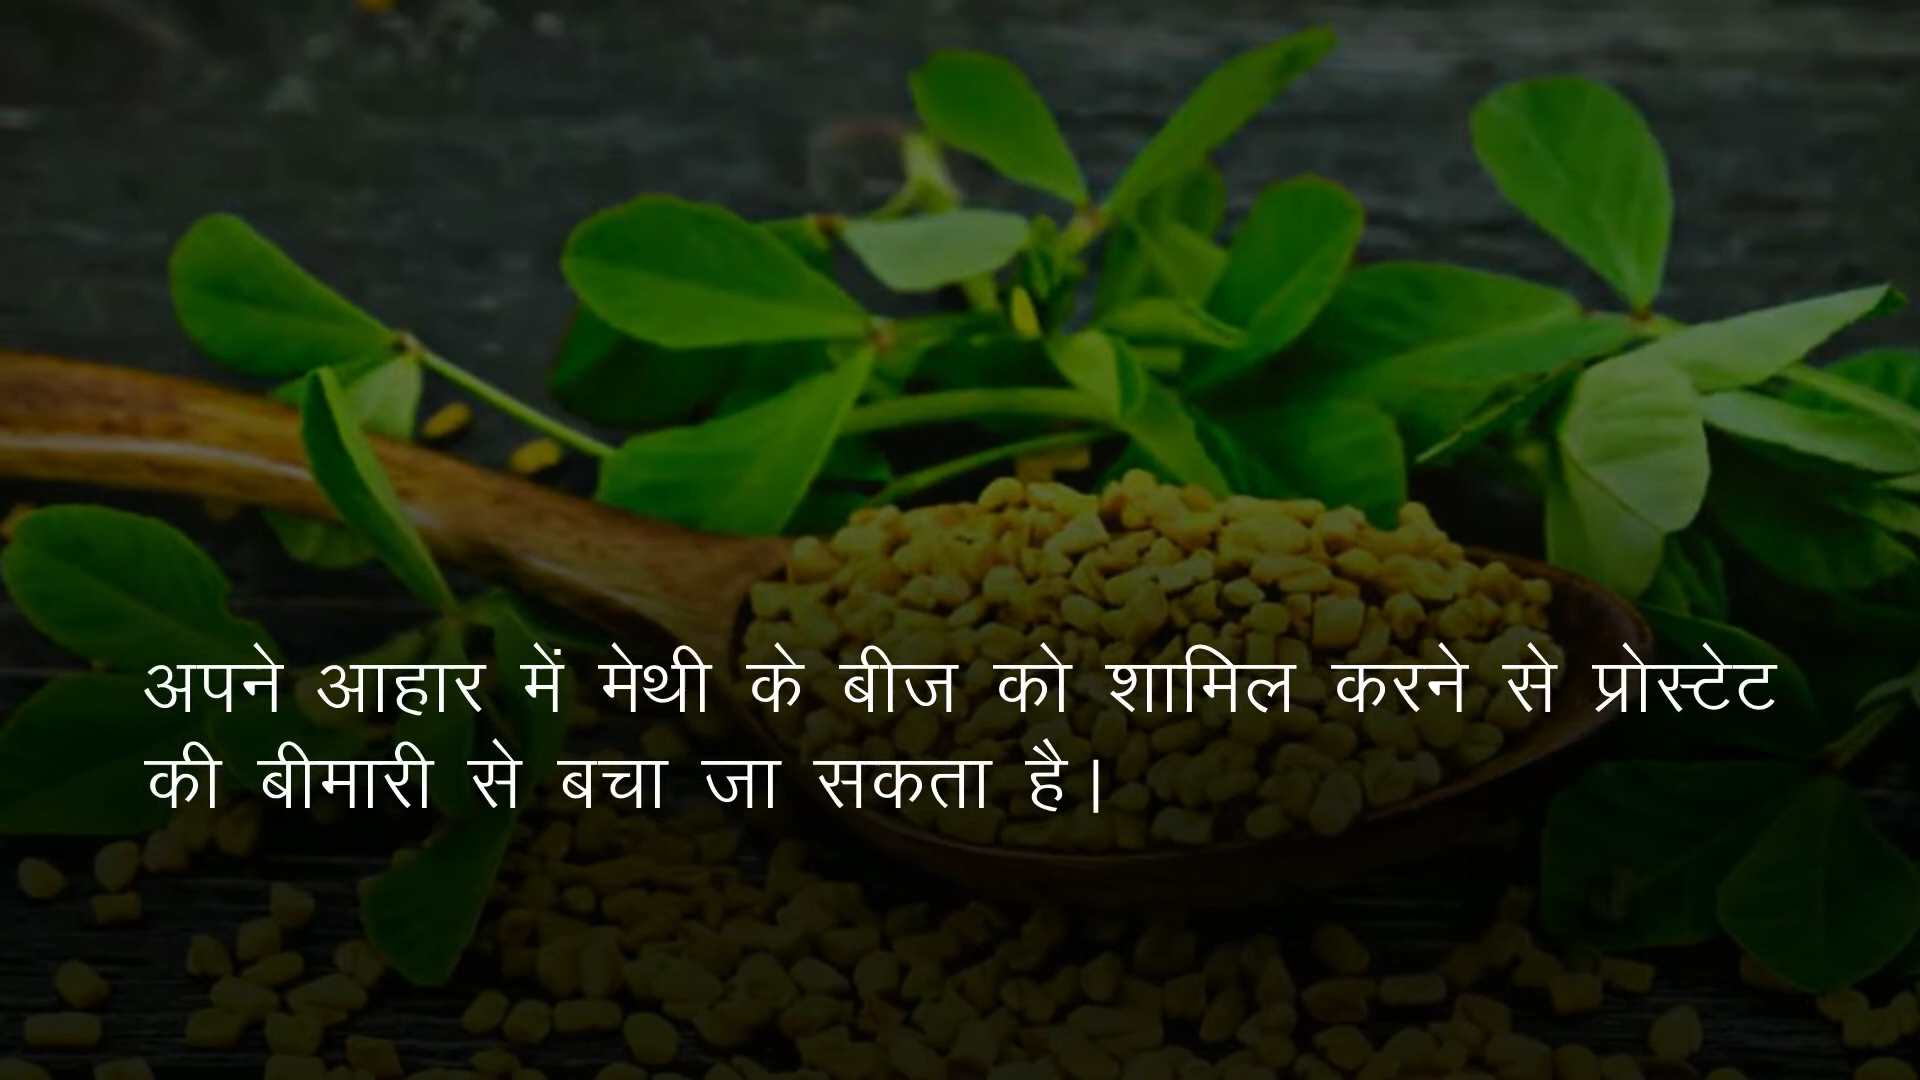 अपने आहार में मेथी के बीज को शामिल करने से प्रोस्टेट
की बीमारी से बचा जा सकता है।